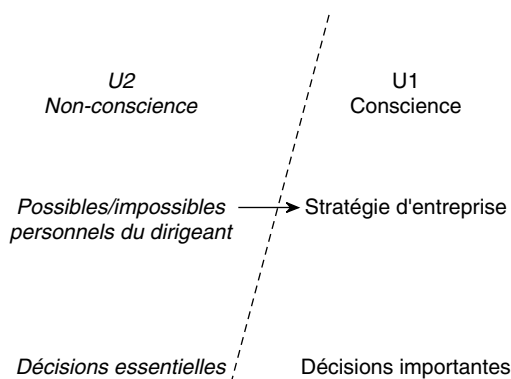 U2
Non-conscience
U1
Conscience
Possibles/impossibles
personnels du dirigeant
Stratégie d'entreprise
Décisions essentielles
Décisions importantes